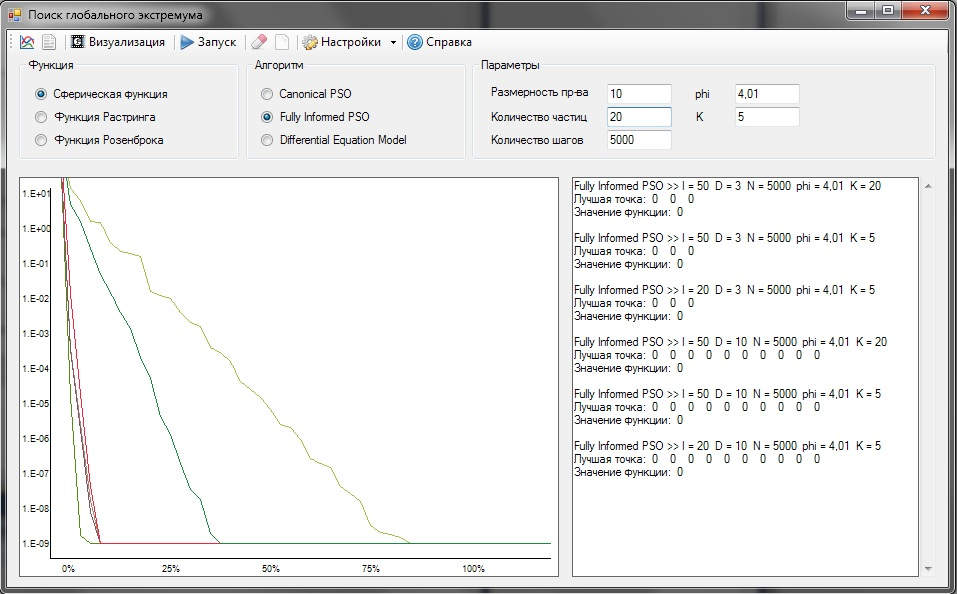 Поиск глобального экстремума
Визуализация Запуск Настройки Справка
Функция
Сферическая функция
Функция Растринга
Функция Розенброка
Алгоритм
Canonical PSO
Fully Informed PSO
Differential Equation Model
Параметры
Размерность пр-ва 10 phi 4,01
Количество частиц 20 K 5
Количество шагов 5000
1.E+01
1.E+00
1.E-01
1.E-02
1.E-03
1.E-04
1.E-05
1.E-06
1.E-07
1.E-08
1.E-09
0% 25% 50% 75% 100%
Fully Informed PSO >> I = 50 D = 3 N = 5000 phi = 4,01 K = 20
Лучшая точка: 0 0 0
Значение функции: 0
Fully Informed PSO >> I = 50 D = 3 N = 5000 phi = 4,01 K = 5
Лучшая точка: 0 0 0
Значение функции: 0
Fully Informed PSO >> I = 20 D = 3 N = 5000 phi = 4,01 K = 5
Лучшая точка: 0 0 0
Значение функции: 0
Fully Informed PSO >> I = 50 D = 10 N = 5000 phi = 4,01 K = 20
Лучшая точка: 0 0 0 0 0 0 0 0 0 0
Значение функции: 0
Fully Informed PSO >> I = 50 D = 10 N = 5000 phi = 4,01 K = 5
Лучшая точка: 0 0 0 0 0 0 0 0 0 0
Значение функции: 0
Fully Informed PSO >> I = 20 D = 10 N = 5000 phi = 4,01 K = 5
Лучшая точка: 0 0 0 0 0 0 0 0 0 0
Значение функции: 0